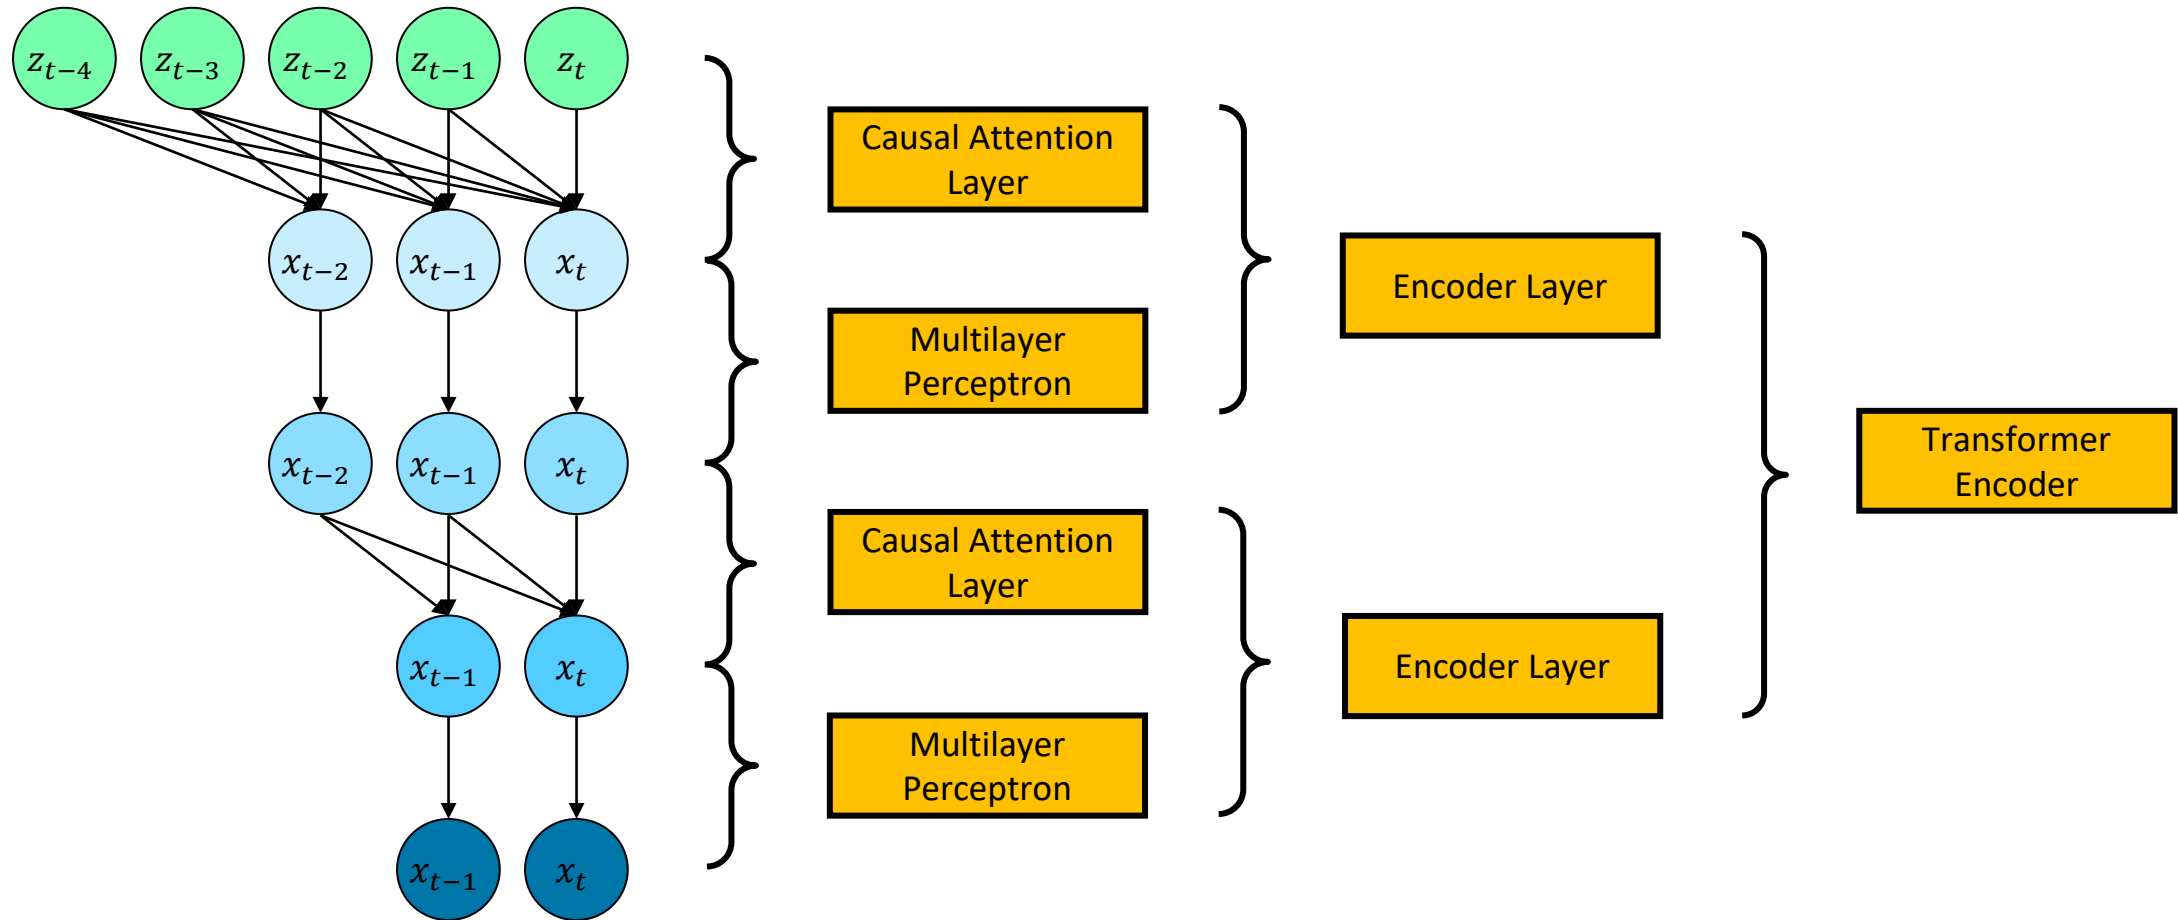 z_{t−4} z_{t−3} z_{t−2} z_{t−1} z_t
Causal Attention
Layer
x_{t−2} x_{t−1} x_t
Encoder Layer
Multilayer
Perceptron
x_{t−2} x_{t−1} x_t
Transformer
Encoder
Causal Attention
Layer
x_{t−1} x_t
Encoder Layer
Multilayer
Perceptron
x_{t−1} x_t